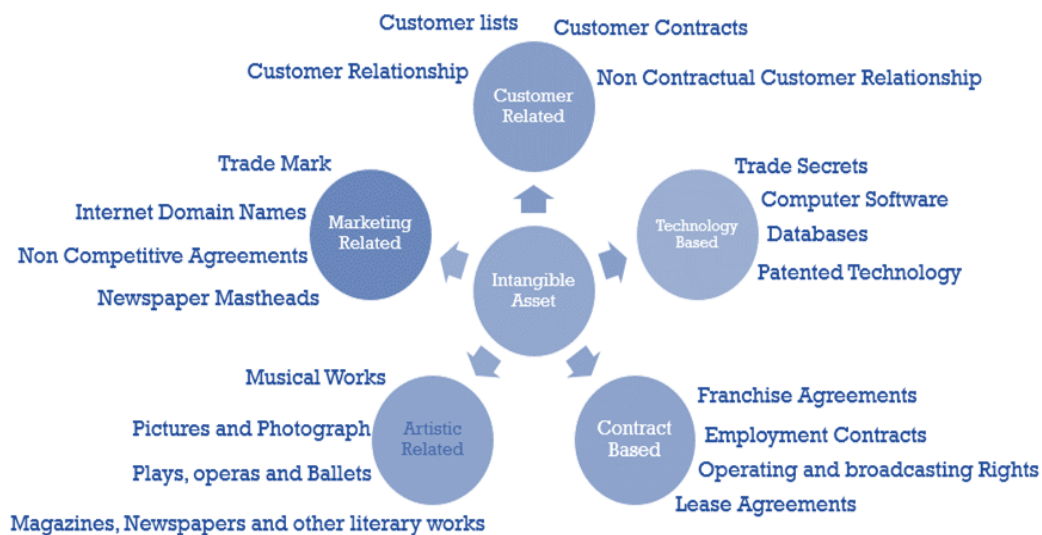 Customer lists
Customer Contracts
Customer Relationship
Non Contractual Customer Relationship
Customer
Related
Trade Mark
Internet Domain Names
Non Competitive Agreements
Newspaper Mastheads
Marketing
Related
Trade Secrets
Computer Software
Databases
Patented Technology
Technology
Based
Intangible
Asset
Musical Works
Pictures and Photograph
Plays, operas and Ballets
Magazines, Newspapers and other literary works
Artistic
Related
Contract
Based
Franchise Agreements
Employment Contracts
Operating and broadcasting Rights
Lease Agreements